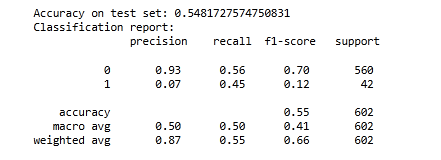 Accuracy on test set: 0.5481727574750831
Classification report:
precision recall f1-score support
0 0.93 0.56 0.70 560
1 0.07 0.45 0.12 42
accuracy 0.55 602
macro avg 0.50 0.50 0.41 602
weighted avg 0.87 0.55 0.66 602